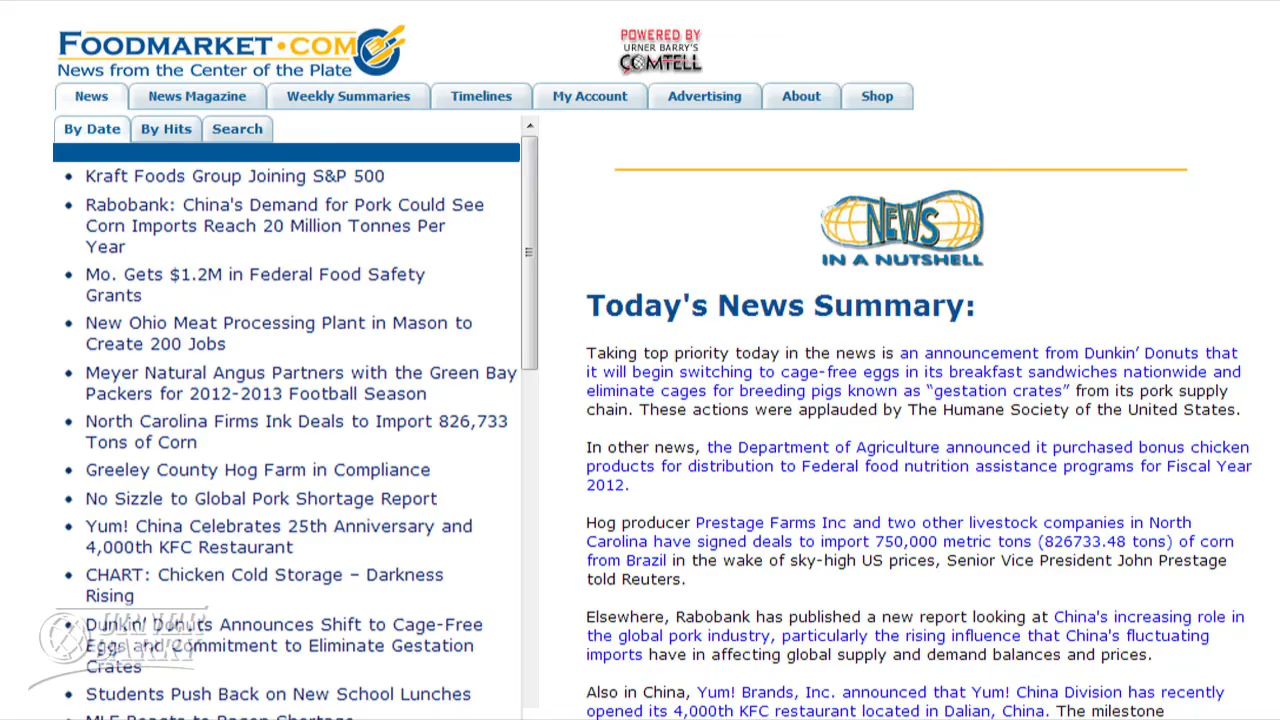 FOODMARKET.COM
News from the Center of the Plate
POWERED BY
URNER BARRY'S
COMTELL
News
News Magazine
Weekly Summaries
Timelines
My Account
Advertising
About
Shop
By Date
By Hits
Search
Kraft Foods Group Joining S&P 500
Rabobank: China's Demand for Pork Could See
Corn Imports Reach 20 Million Tonnes Per
Year
Mo. Gets $1.2M in Federal Food Safety
Grants
New Ohio Meat Processing Plant in Mason to
Create 200 Jobs
Meyer Natural Angus Partners with the Green Bay
Packers for 2012-2013 Football Season
North Carolina Firms Ink Deals to Import 826,733
Tons of Corn
Greeley County Hog Farm in Compliance
No Sizzle to Global Pork Shortage Report
Yum! China Celebrates 25th Anniversary and
4,000th KFC Restaurant
CHART: Chicken Cold Storage – Darkness
Rising
Dunkin' Donuts Announces Shift to Cage-Free
Eggs and Commitment to Eliminate Gestation
Crates
Students Push Back on New School Lunches
MLF Reacts to Bacon Shortage
URNER
BARRY
NEWS
IN A NUTSHELL
Today's News Summary:
Taking top priority today in the news is an announcement from Dunkin’ Donuts that
it will begin switching to cage-free eggs in its breakfast sandwiches nationwide and
eliminate cages for breeding pigs known as “gestation crates” from its pork supply
chain. These actions were applauded by The Humane Society of the United States.
In other news, the Department of Agriculture announced it purchased bonus chicken
products for distribution to Federal food nutrition assistance programs for Fiscal Year
2012.
Hog producer Prestage Farms Inc and two other livestock companies in North
Carolina have signed deals to import 750,000 metric tons (826733.48 tons) of corn
from Brazil in the wake of sky-high US prices, Senior Vice President John Prestage
told Reuters.
Elsewhere, Rabobank has published a new report looking at China's increasing role in
the global pork industry, particularly the rising influence that China's fluctuating
imports have in affecting global supply and demand balances and prices.
Also in China, Yum! Brands, Inc. announced that Yum! China Division has recently
opened its 4,000th KFC restaurant located in Dalian, China. The milestone